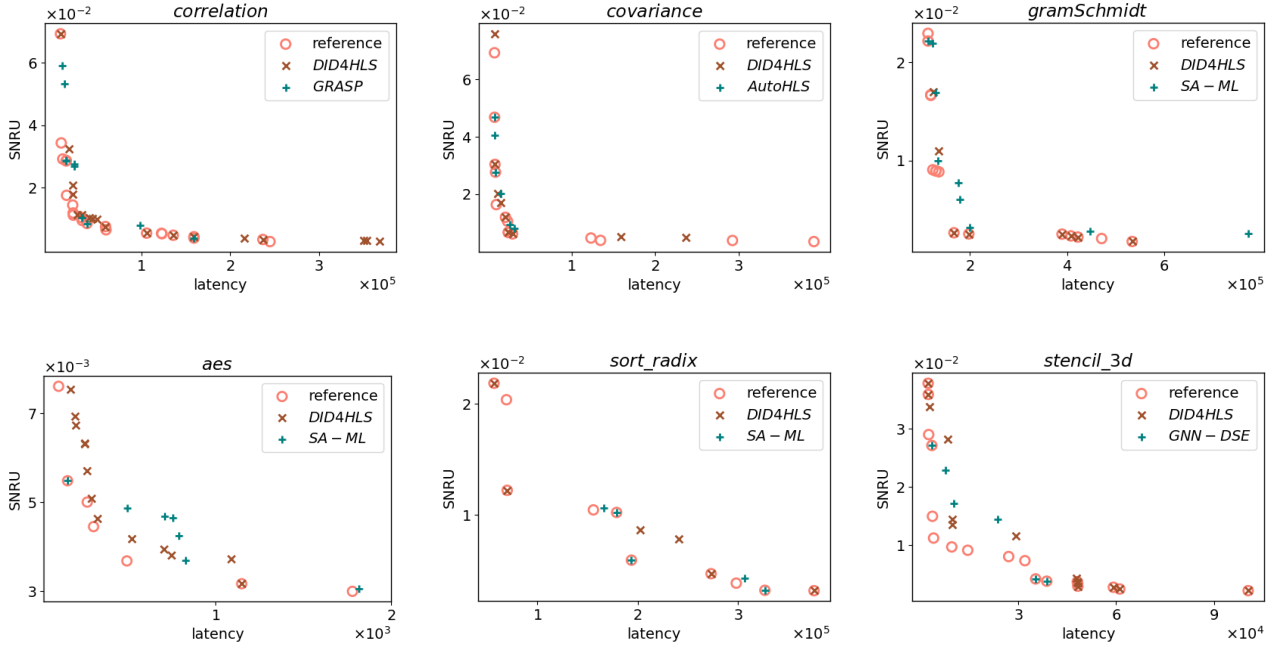 correlation
×10⁻²
SNRU
6
4
2
reference
DID4HLS
GRASP
1
2
3
latency
×10⁵
covariance
×10⁻²
SNRU
6
4
2
reference
DID4HLS
AutoHLS
1
2
3
latency
×10⁵
gramSchmidt
×10⁻²
SNRU
2
1
reference
DID4HLS
SA − ML
2
4
6
latency
×10⁵
aes
×10⁻³
SNRU
7
5
3
reference
DID4HLS
SA − ML
1
2
latency
×10³
sort_radix
×10⁻²
SNRU
2
1
reference
DID4HLS
SA − ML
1
2
3
latency
×10⁵
stencil_3d
×10⁻²
SNRU
3
2
1
reference
DID4HLS
GNN − DSE
3
6
9
latency
×10⁴